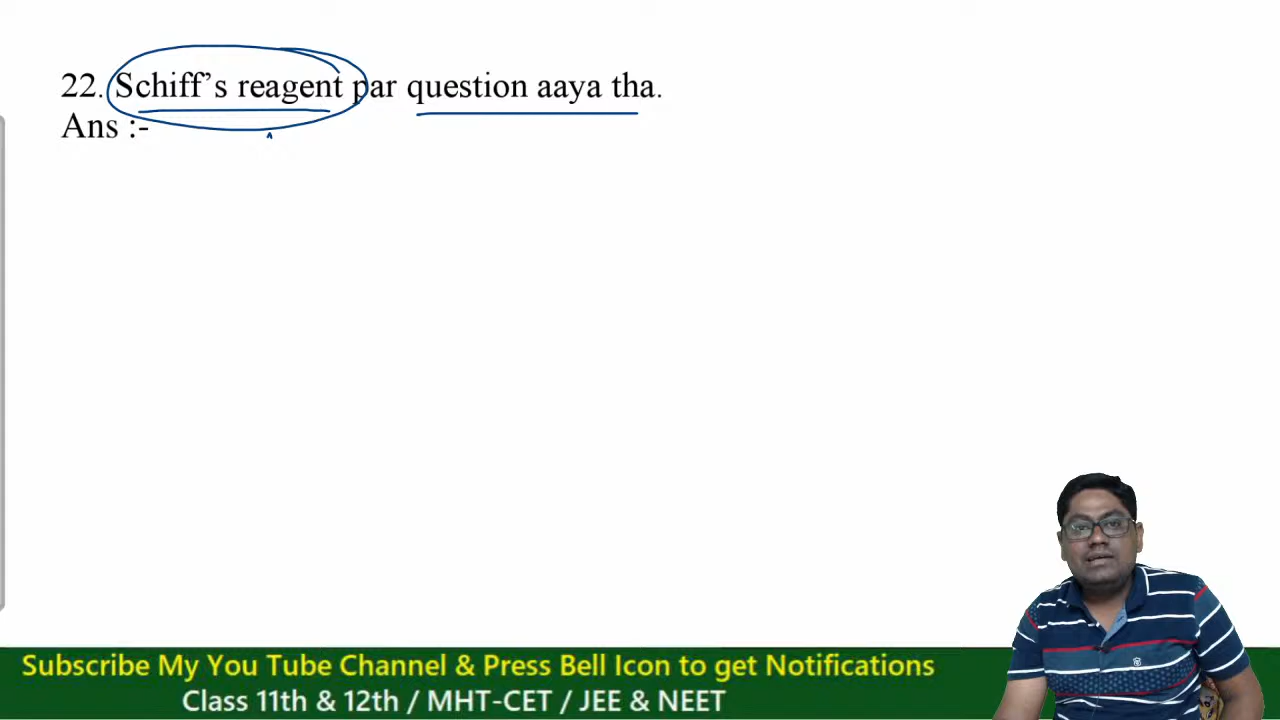 22. Schiff’s reagent par question aaya tha.
Ans :-
Subscribe My You Tube Channel & Press Bell Icon to get Notifications
Class 11th & 12th / MHT-CET / JEE & NEET